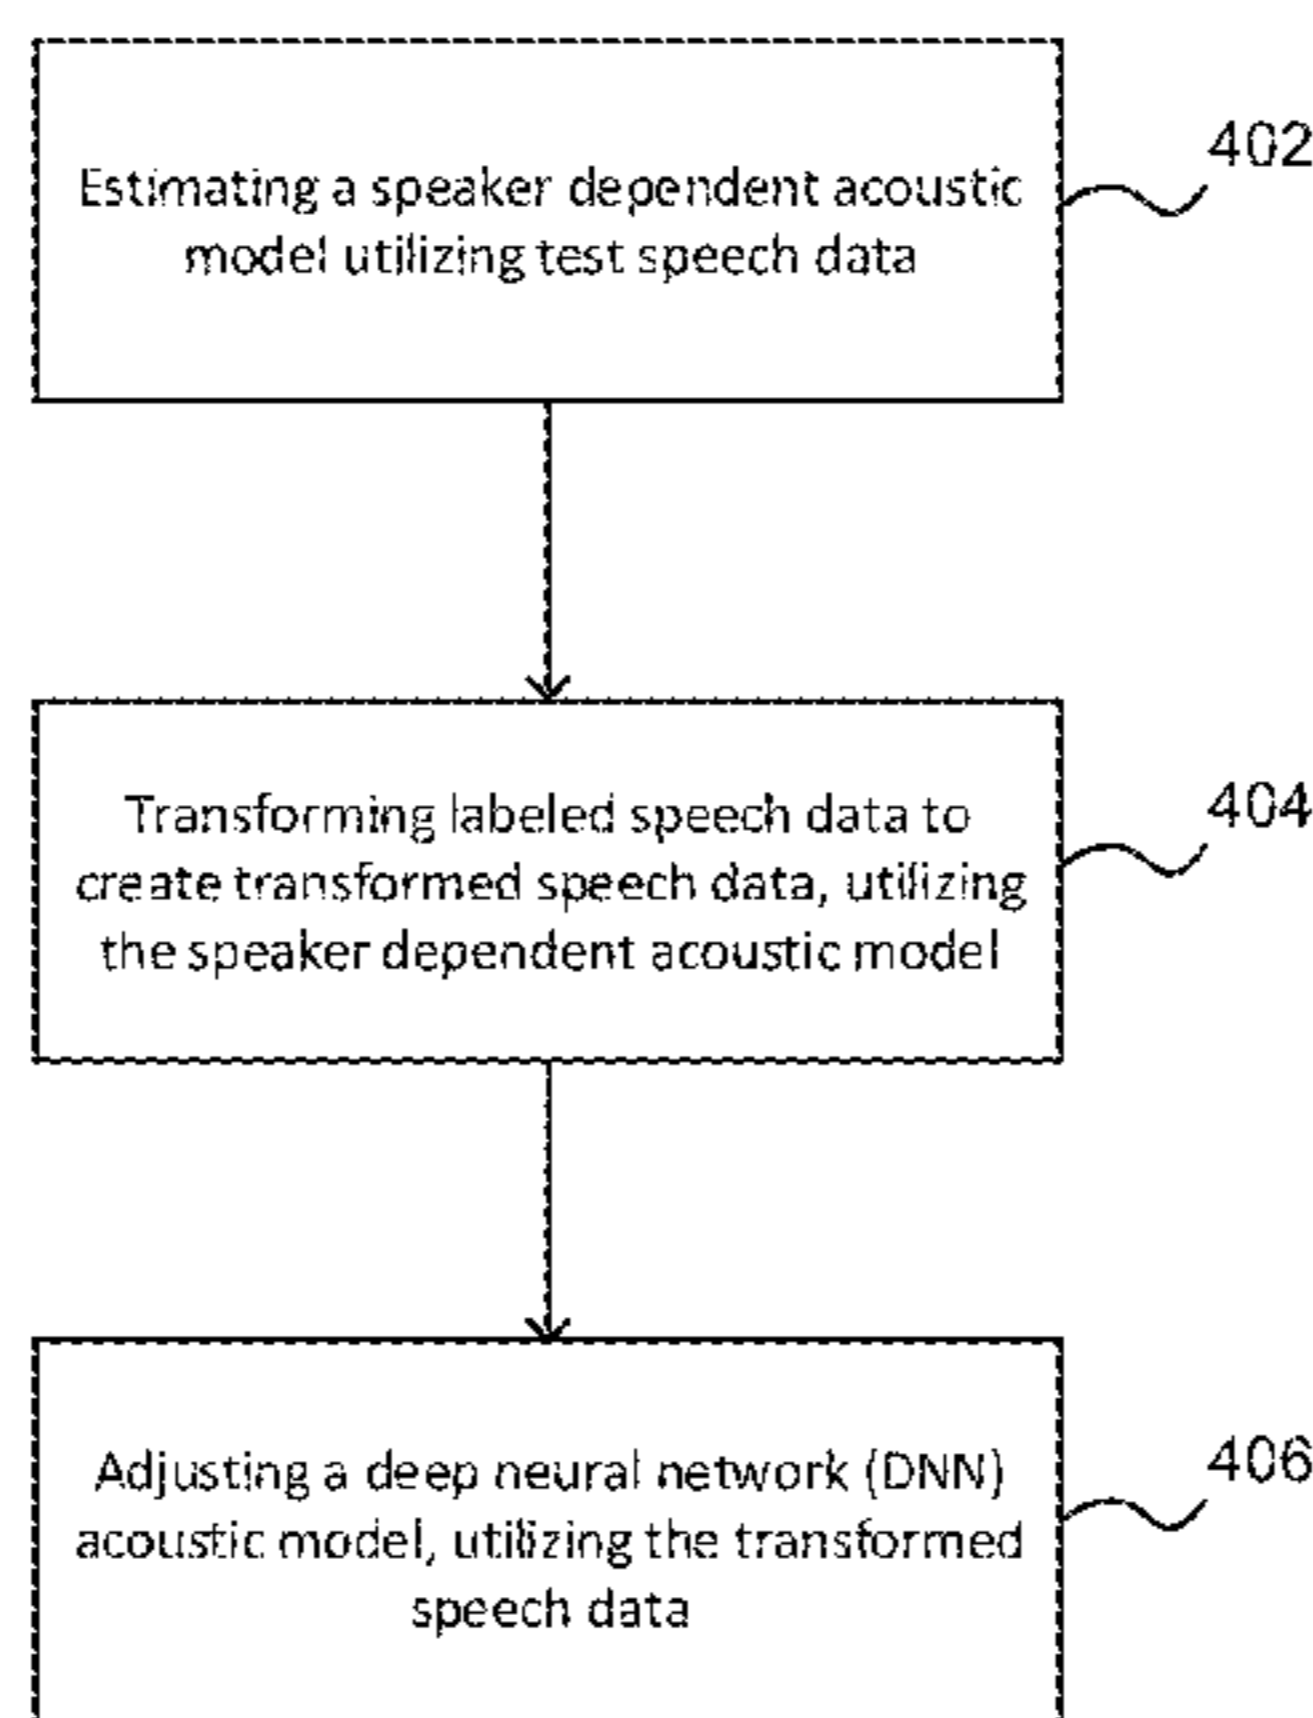 Estimating a speaker dependent acoustic
model utilizing test speech data
402
Transforming labeled speech data to
create transformed speech data, utilizing
the speaker dependent acoustic model
404
Adjusting a deep neural network (DNN)
acoustic model, utilizing the transformed
speech data
406